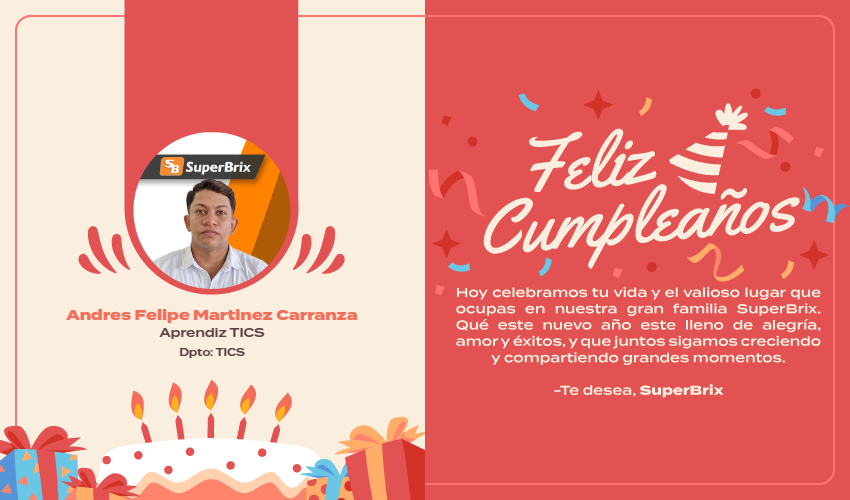 SB SuperBrix
Andres Felipe Martinez Carranza
Aprendiz TICS
Dpto: TICS
Feliz
Cumpleaños
Hoy celebramos tu vida y el valioso lugar que
ocupas en nuestra gran familia SuperBrix.
Qué este nuevo año este lleno de alegría,
amor y éxitos, y que juntos sigamos creciendo
y compartiendo grandes momentos.
-Te desea, SuperBrix